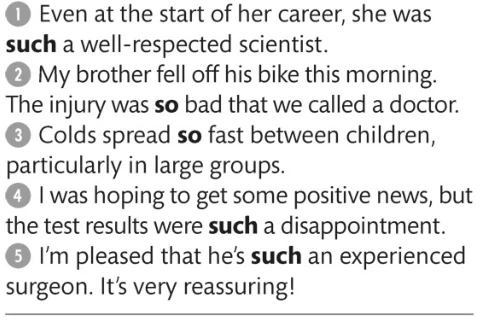 1 Even at the start of her career, she was
such a well-respected scientist.
2 My brother fell off his bike this morning.
The injury was so bad that we called a doctor.
3 Colds spread so fast between children,
particularly in large groups.
4 I was hoping to get some positive news, but
the test results were such a disappointment.
5 I'm pleased that he's such an experienced
surgeon. It's very reassuring!